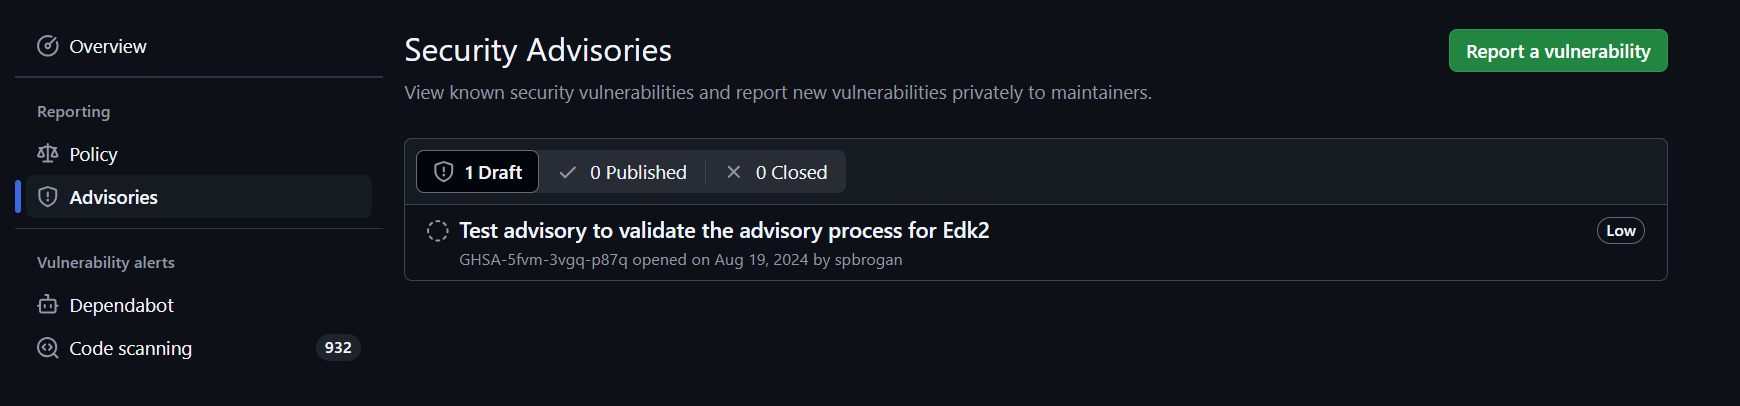 Overview
Reporting
Policy
Advisories
Vulnerability alerts
Dependabot
Code scanning 932
Security Advisories
Report a vulnerability
View known security vulnerabilities and report new vulnerabilities privately to maintainers.
1 Draft 0 Published 0 Closed
Test advisory to validate the advisory process for Edk2 Low
GHSA-5fvm-3vgq-p87q opened on Aug 19, 2024 by spbrogan